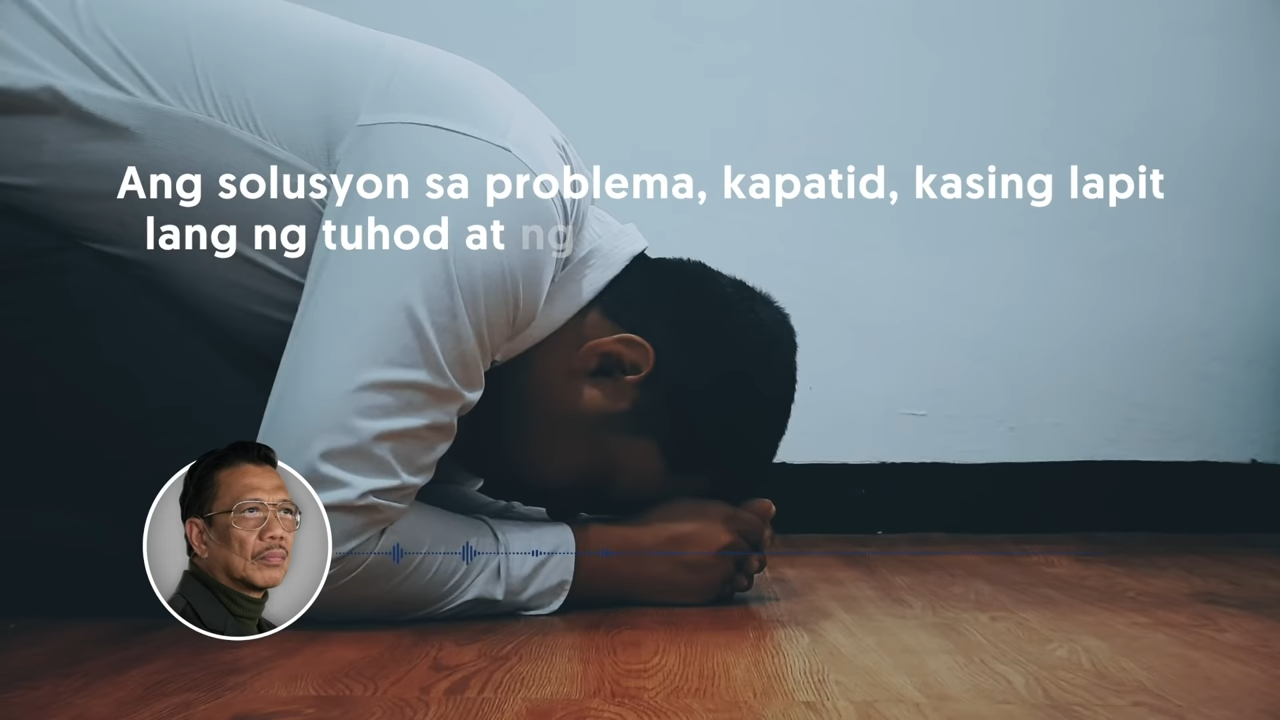 Ang solusyon sa problema, kapatid, kasing lapit
lang ng tuhod at ng